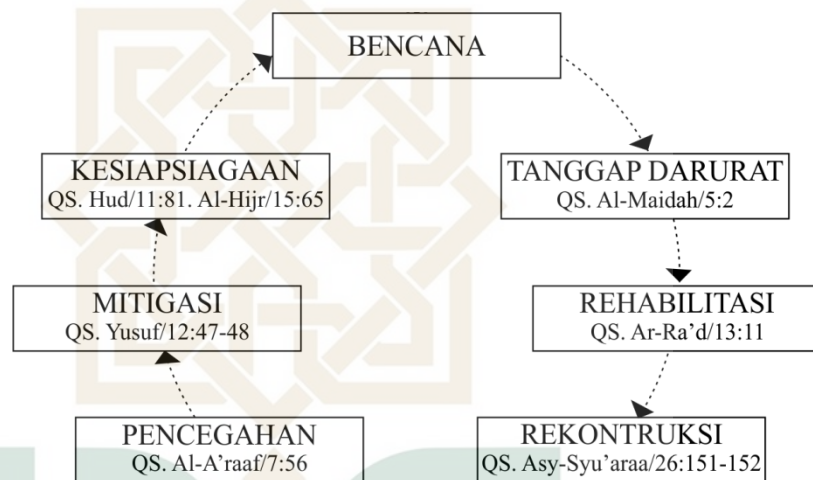 BENCANA
KESIAPSIAGAAN
QS. Hud/11:81. Al-Hijr/15:65
TANGGAP DARURAT
QS. Al-Maidah/5:2
MITIGASI
QS. Yusuf/12:47-48
REHABILITASI
QS. Ar-Ra’d/13:11
PENCEGAHAN
QS. Al-A’raaf/7:56
REKONTRUKSI
QS. Asy-Syu’araa/26:151-152